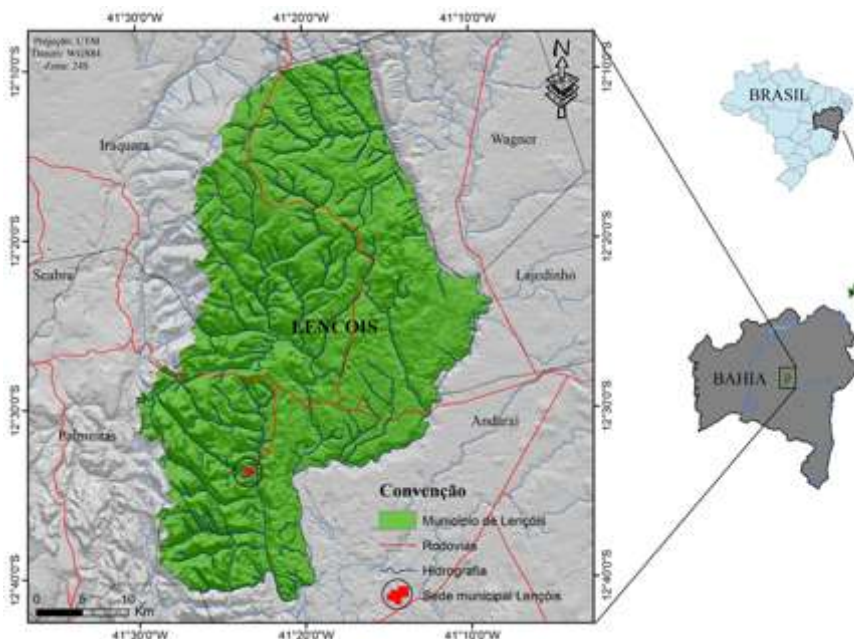 41°30'0"W
41°20'0"W
41°10'0"W
Projeção: UTM
Datum: WGS84
Zona: 24S
N
12°10'0"S
12°10'0"S
BRASIL
Iraquara
Wagner
12°20'0"S
12°20'0"S
Seabra
Lajedinho
LENÇOIS
BAHIA
12°30'0"S
12°30'0"S
Palmeiras
Andaraí
Convenção
Município de Lençóis
Rodovias
Hidrografia
Sede municipal Lençóis
12°40'0"S
12°40'0"S
0 5 10
Km
41°30'0"W
41°20'0"W
41°10'0"W